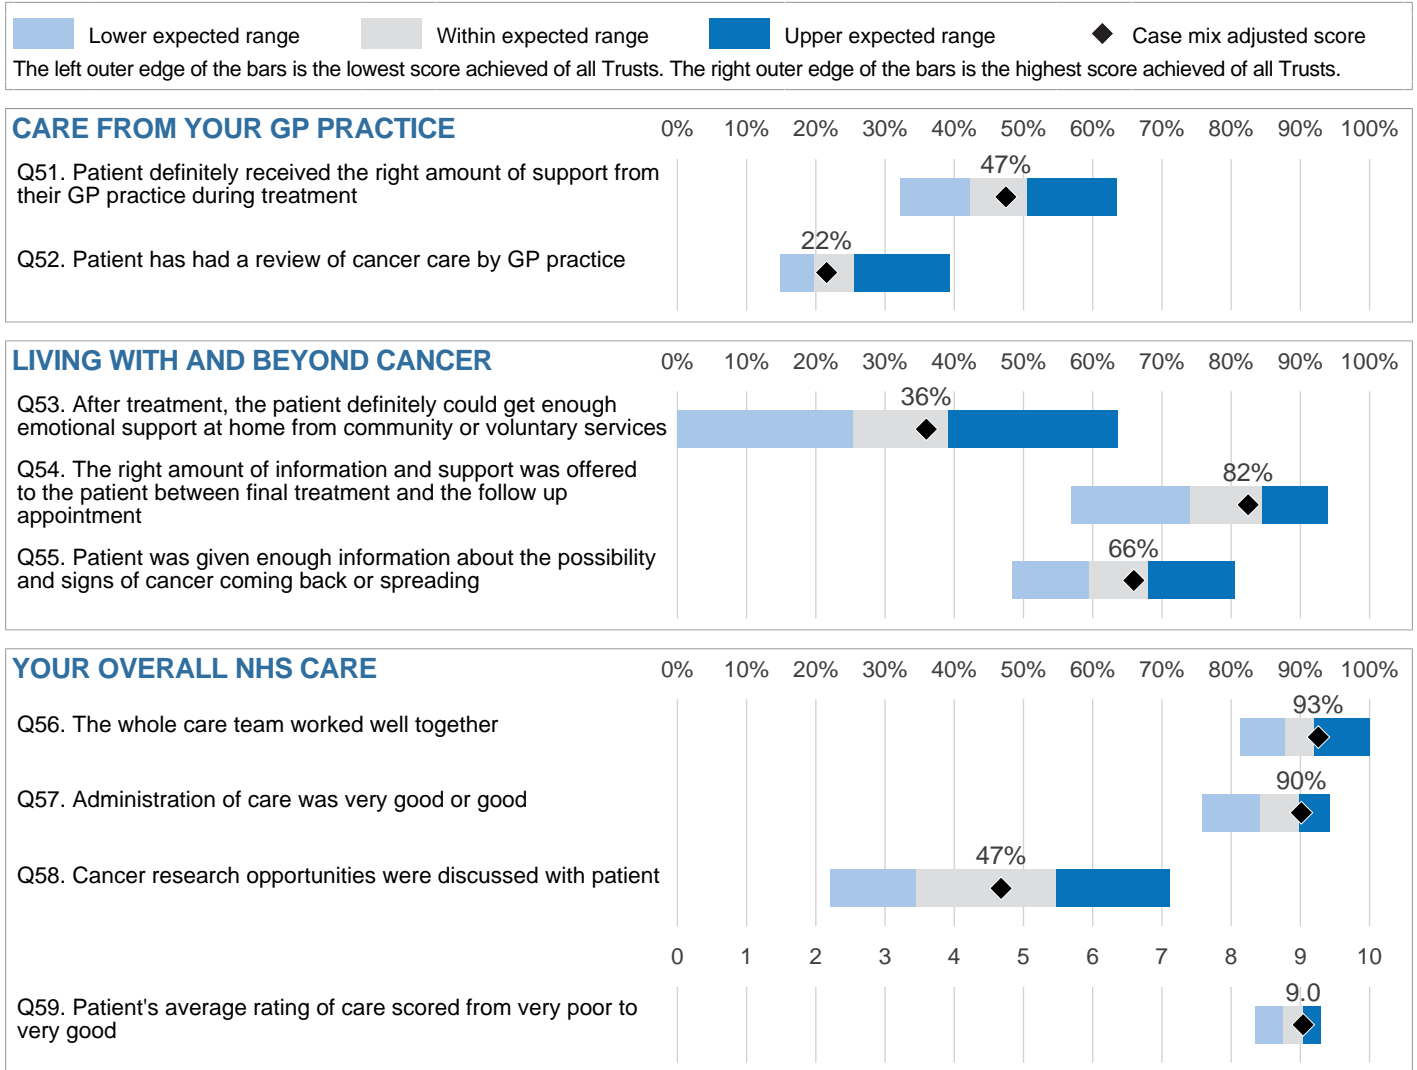 Lower expected range Within expected range Upper expected range Case mix adjusted score
The left outer edge of the bars is the lowest score achieved of all Trusts. The right outer edge of the bars is the highest score achieved of all Trusts.
CARE FROM YOUR GP PRACTICE 0% 10% 20% 30% 40% 50% 60% 70% 80% 90% 100%
47%
Q51. Patient definitely received the right amount of support from
their GP practice during treatment
22%
Q52. Patient has had a review of cancer care by GP practice
LIVING WITH AND BEYOND CANCER 0% 10% 20% 30% 40% 50% 60% 70% 80% 90% 100%
36%
Q53. After treatment, the patient definitely could get enough
emotional support at home from community or voluntary services
82%
Q54. The right amount of information and support was offered
to the patient between final treatment and the follow up
appointment
66%
Q55. Patient was given enough information about the possibility
and signs of cancer coming back or spreading
YOUR OVERALL NHS CARE 0% 10% 20% 30% 40% 50% 60% 70% 80% 90% 100%
93%
Q56. The whole care team worked well together
90%
Q57. Administration of care was very good or good
47%
Q58. Cancer research opportunities were discussed with patient
0 1 2 3 4 5 6 7 8 9 10
9.0
Q59. Patient's average rating of care scored from very poor to
very good